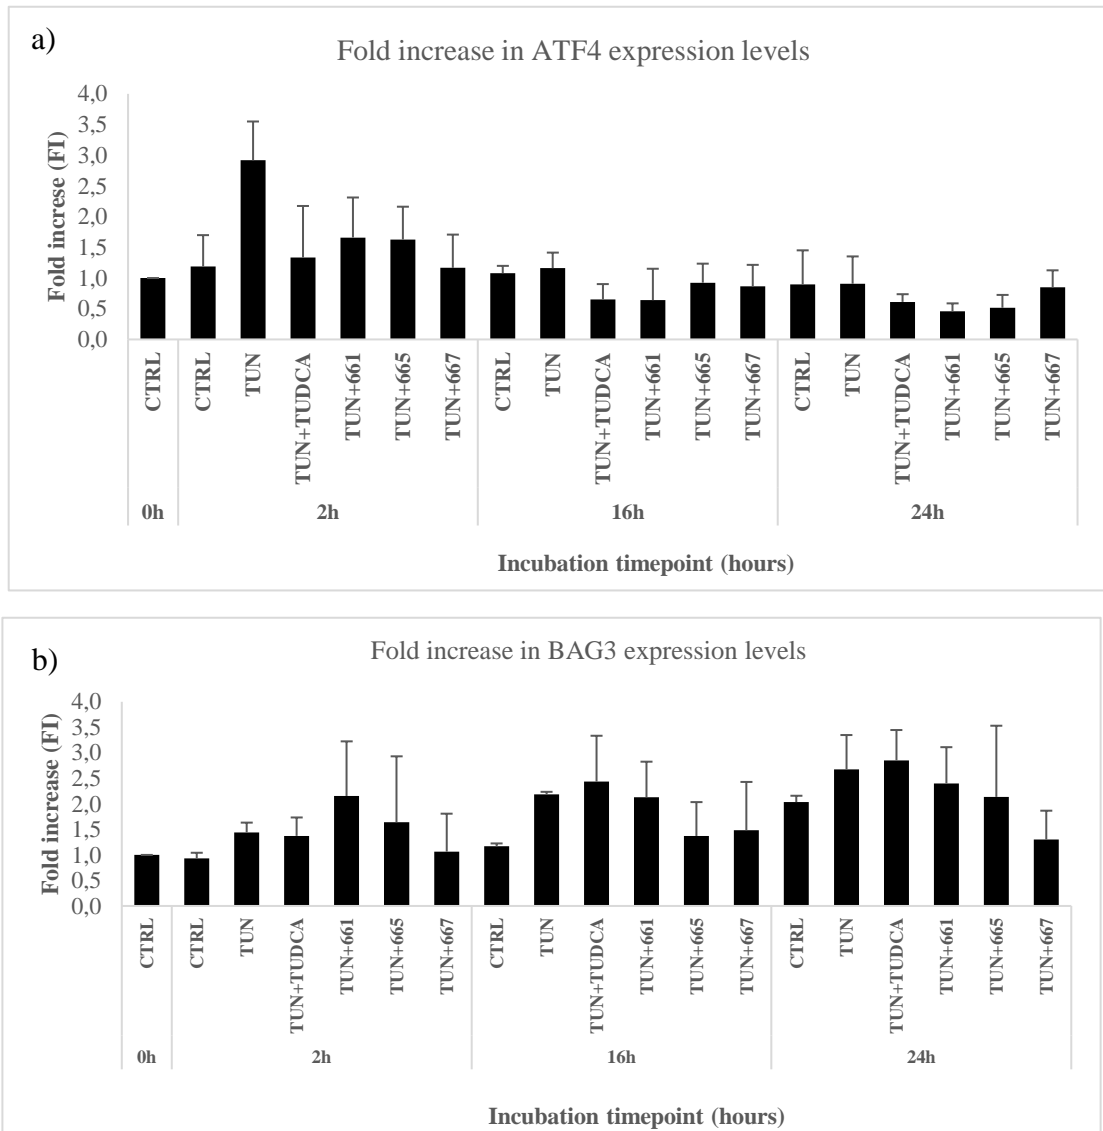 a)
Fold increase in ATF4 expression levels
Fold increse (FI)
4,0
3,5
3,0
2,5
2,0
1,5
1,0
0,5
0,0
CTRL
CTRL
TUN
TUN+TUDCA
TUN+661
TUN+665
TUN+667
CTRL
TUN
TUN+TUDCA
TUN+661
TUN+665
TUN+667
CTRL
TUN
TUN+TUDCA
TUN+661
TUN+665
TUN+667
0h 2h 16h 24h
Incubation timepoint (hours)
b)
Fold increase in BAG3 expression levels
Fold increase (FI)
4,0
3,5
3,0
2,5
2,0
1,5
1,0
0,5
0,0
CTRL
CTRL
TUN
TUN+TUDCA
TUN+661
TUN+665
TUN+667
CTRL
TUN
TUN+TUDCA
TUN+661
TUN+665
TUN+667
CTRL
TUN
TUN+TUDCA
TUN+661
TUN+665
TUN+667
0h 2h 16h 24h
Incubation timepoint (hours)